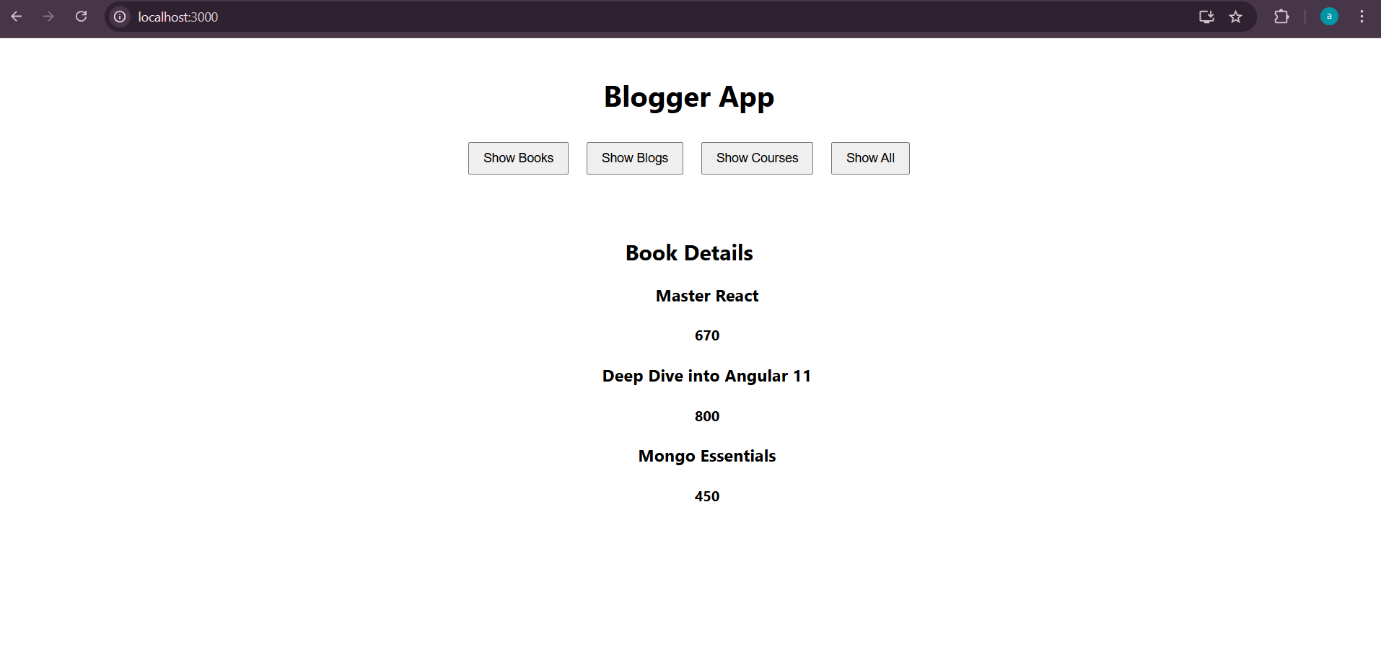 localhost:3000
a
Blogger App
Show Books Show Blogs Show Courses Show All
Book Details
Master React
670
Deep Dive into Angular 11
800
Mongo Essentials
450